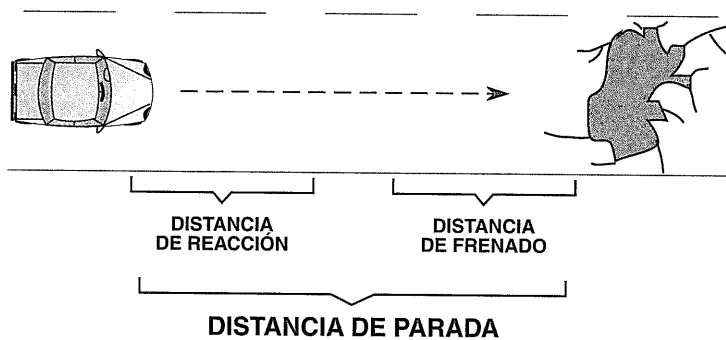 DISTANCIA
DE REACCIÓN
DISTANCIA
DE FRENADO
DISTANCIA DE PARADA